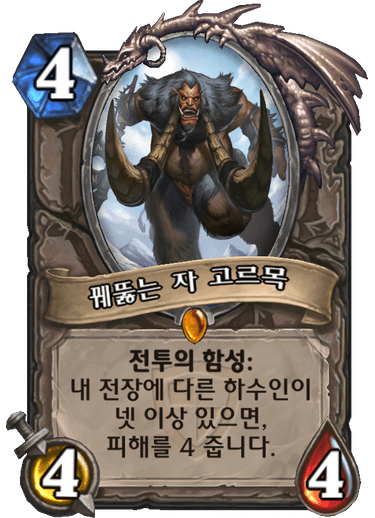 4
꿰뚫는 자 고르목
전투의 함성:
내 전장에 다른 하수인이
넷 이상 있으면,
피해를 4 줍니다.
4
4